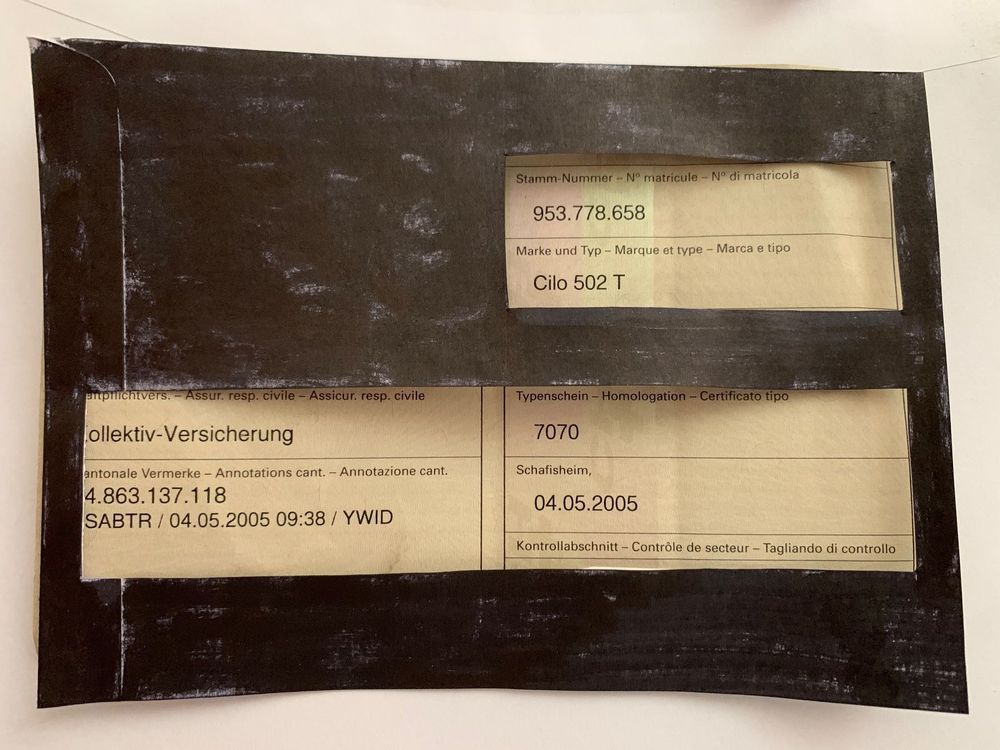 Stamm-Nummer – Nº matricule – Nº di matricola
953.778.658
Marke und Typ – Marque et type – Marca e tipo
Cilo 502 T
ftpflichtvers. – Assur. resp. civile – Assicur. resp. civile
ollektiv-Versicherung
antonale Vermerke – Annotations cant. – Annotazione cant.
4.863.137.118
SABTR / 04.05.2005 09:38 / YWID
Typenschein – Homologation – Certificato tipo
7070
Schafisheim,
04.05.2005
Kontrollabschnitt – Contrôle de secteur – Tagliando di controllo